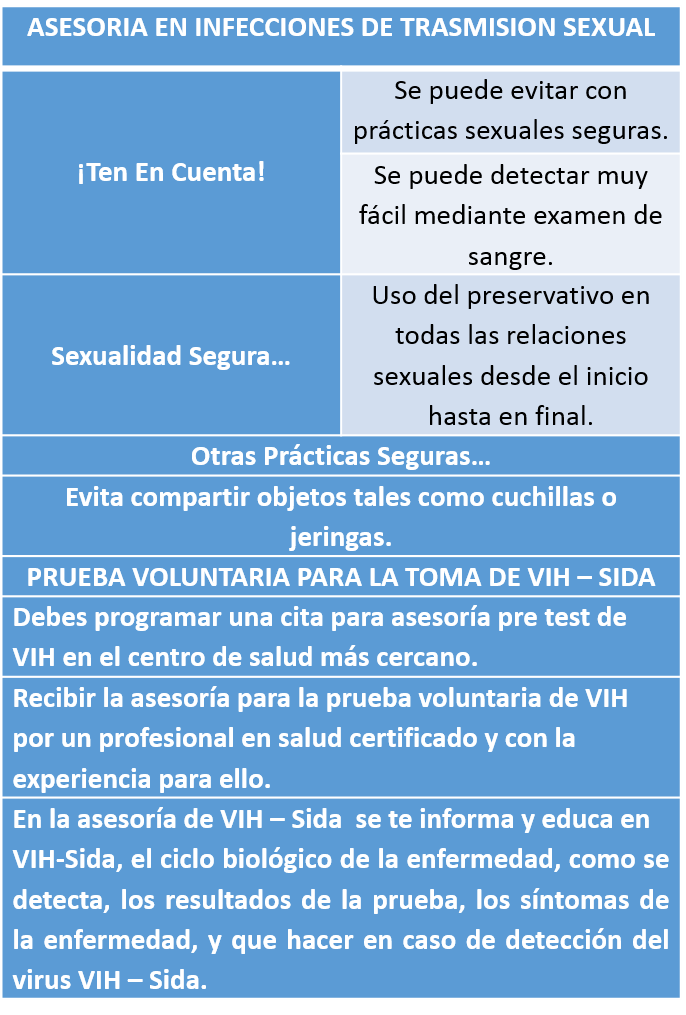 ASESORIA EN INFECCIONES DE TRASMISION SEXUAL
¡Ten En Cuenta!
Se puede evitar con
prácticas sexuales seguras.
Se puede detectar muy
fácil mediante examen de
sangre.
Sexualidad Segura…
Uso del preservativo en
todas las relaciones
sexuales desde el inicio
hasta en final.
Otras Prácticas Seguras…
Evita compartir objetos tales como cuchillas o
jeringas.
PRUEBA VOLUNTARIA PARA LA TOMA DE VIH – SIDA
Debes programar una cita para asesoría pre test de
VIH en el centro de salud más cercano.
Recibir la asesoría para la prueba voluntaria de VIH
por un profesional en salud certificado y con la
experiencia para ello.
En la asesoría de VIH – Sida se te informa y educa en
VIH-Sida, el ciclo biológico de la enfermedad, como se
detecta, los resultados de la prueba, los síntomas de
la enfermedad, y que hacer en caso de detección del
virus VIH – Sida.